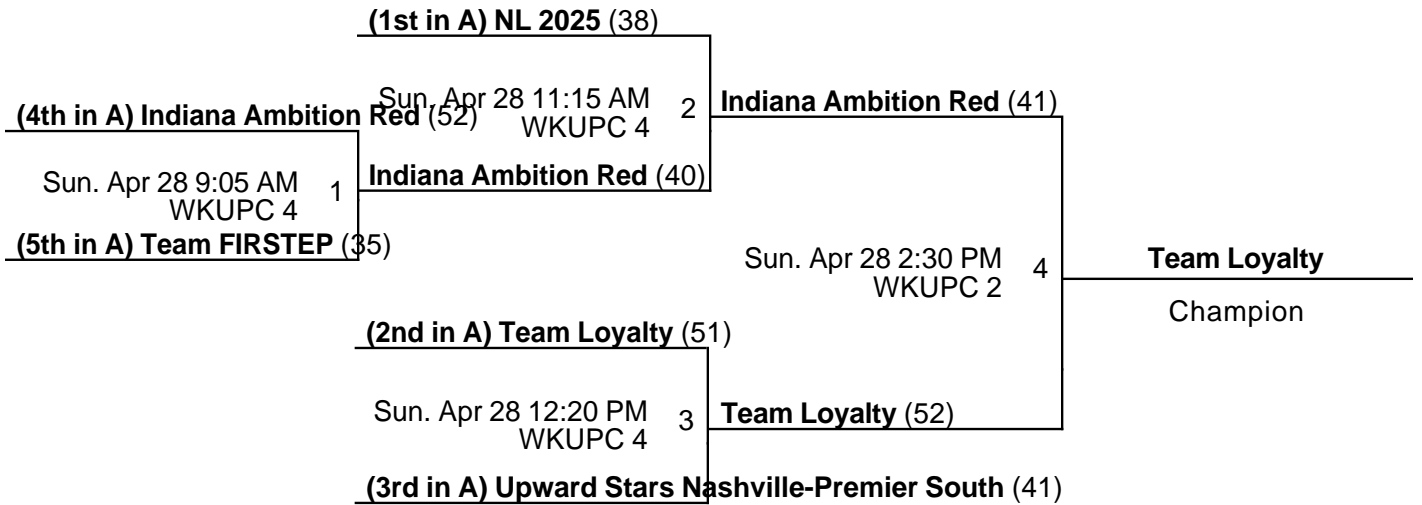 (1st in A) NL 2025 (38)
Sun. Apr 28 11:15 AM
WKUPC 4
2
(4th in A) Indiana Ambition Red (52)
Indiana Ambition Red (41)
Sun. Apr 28 9:05 AM
WKUPC 4
1
Indiana Ambition Red (40)
(5th in A) Team FIRSTEP (35)
Sun. Apr 28 2:30 PM
WKUPC 2
4
Team Loyalty
Champion
(2nd in A) Team Loyalty (51)
Sun. Apr 28 12:20 PM
WKUPC 4
3
Team Loyalty (52)
(3rd in A) Upward Stars Nashville-Premier South (41)